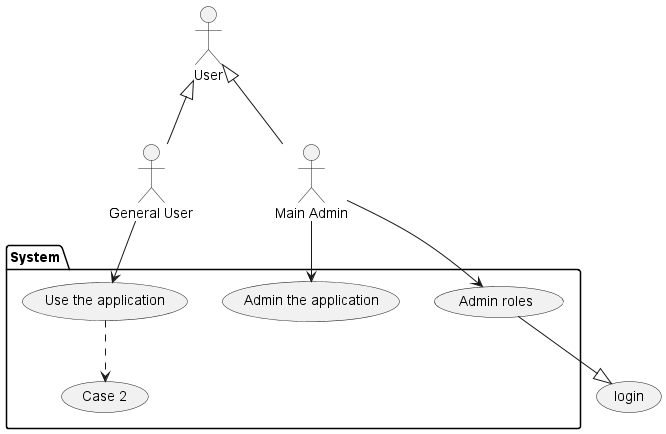 User
General User
Main Admin
System
Use the application
Admin the application
Admin roles
Case 2
login